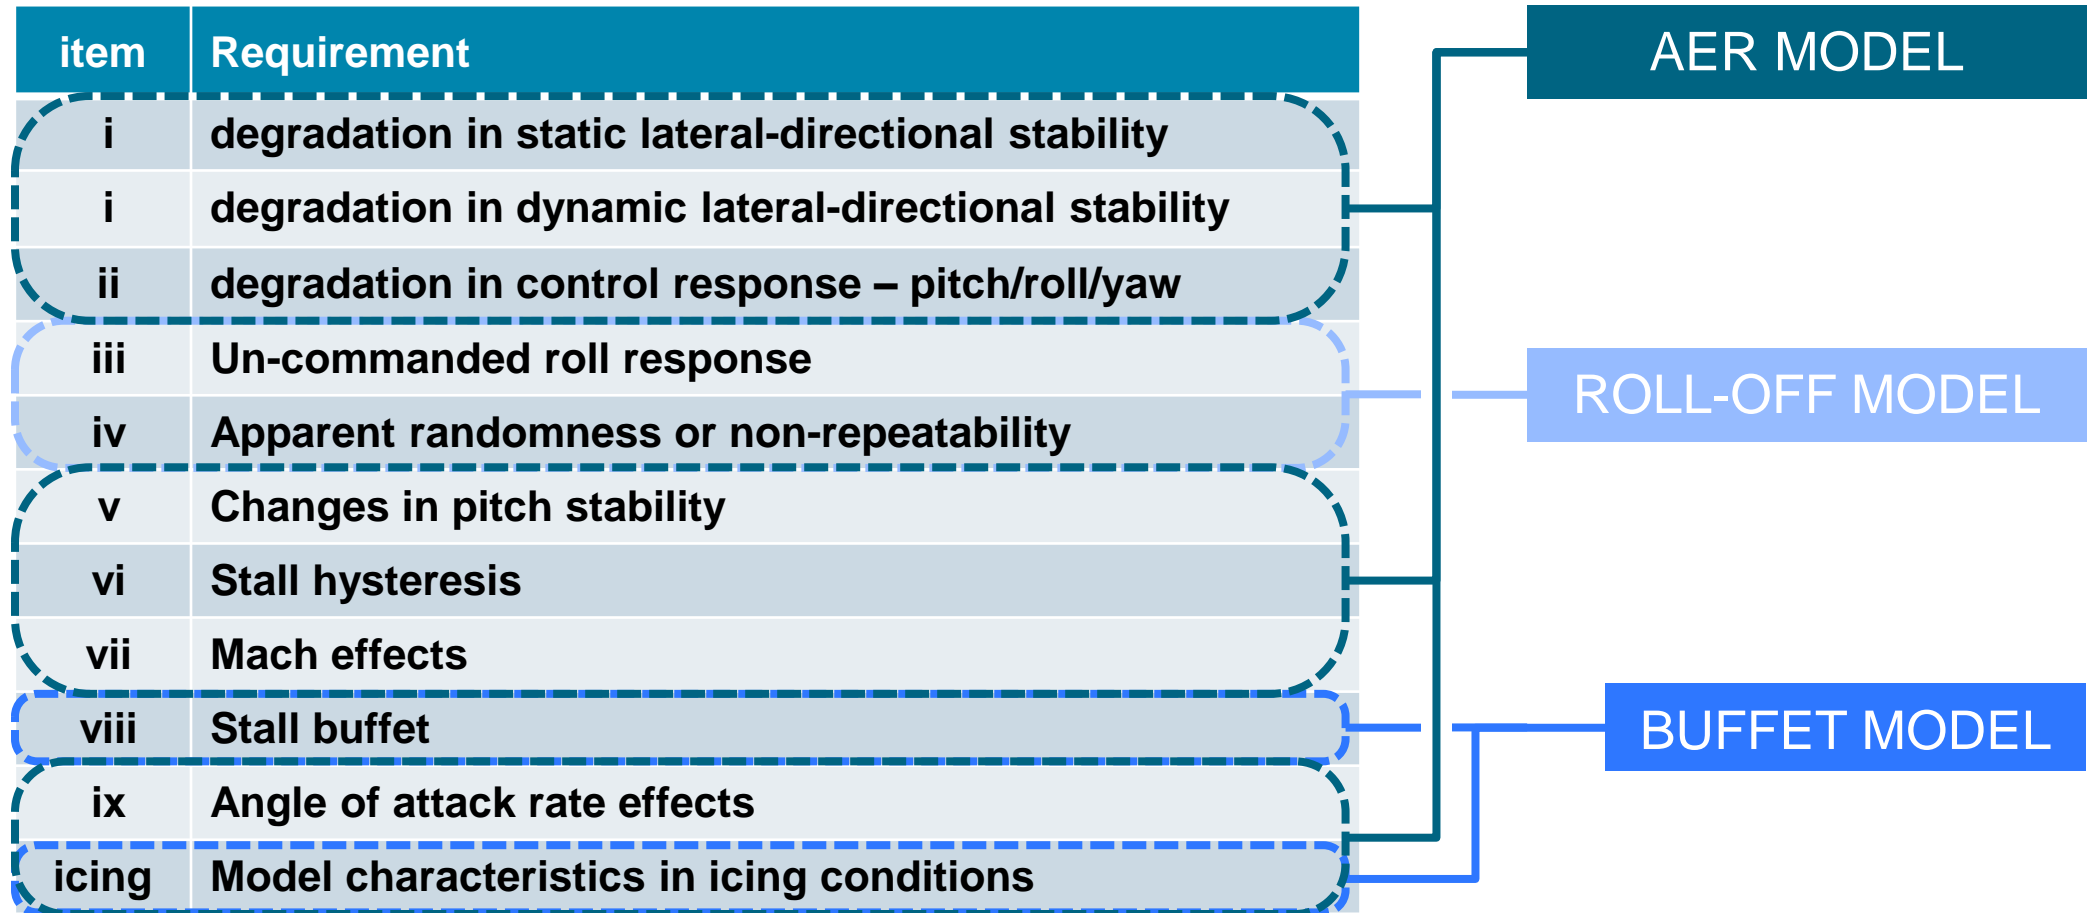 item Requirement
i degradation in static lateral-directional stability
i degradation in dynamic lateral-directional stability
ii degradation in control response – pitch/roll/yaw
iii Un-commanded roll response
iv Apparent randomness or non-repeatability
v Changes in pitch stability
vi Stall hysteresis
vii Mach effects
viii Stall buffet
ix Angle of attack rate effects
icing Model characteristics in icing conditions
AER MODEL
ROLL-OFF MODEL
BUFFET MODEL